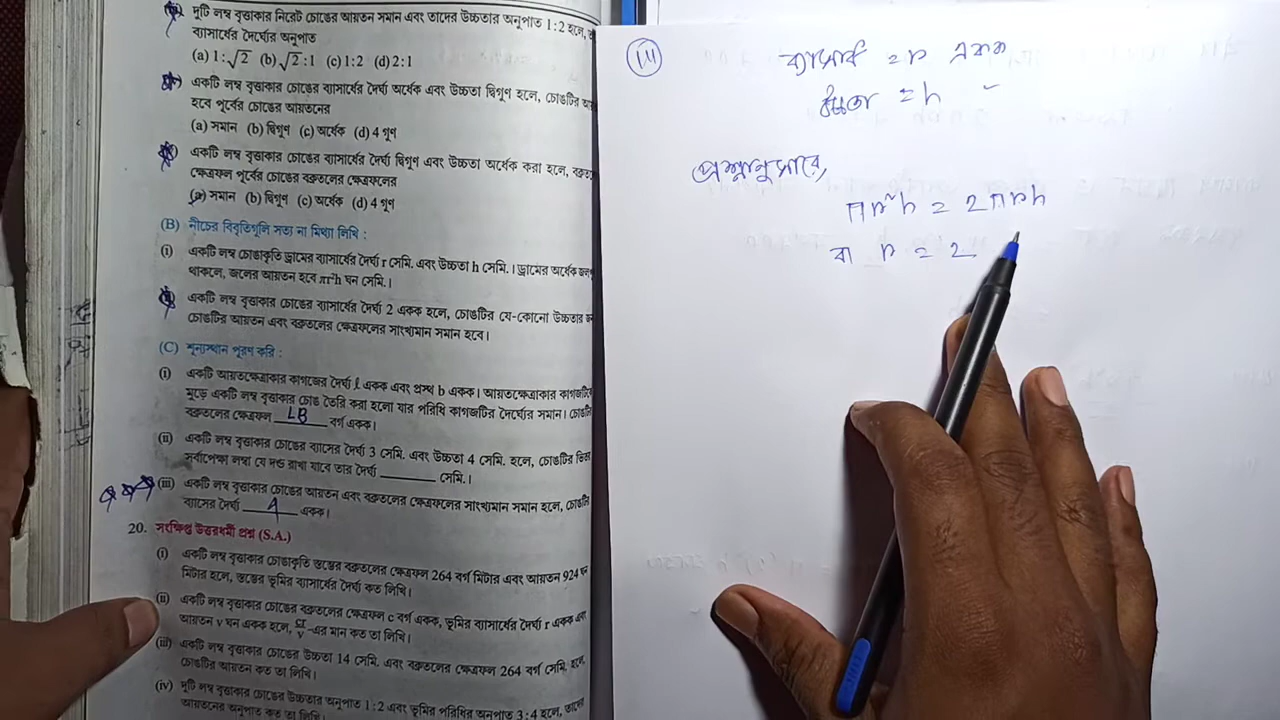 দুটি লম্ব বৃত্তাকার নিরেট চোঙের আয়তন সমান এবং তাদের উচ্চতার অনুপাত 1:2 হলে,
ব্যাসার্ধের দৈর্ঘ্যের অনুপাত
(a) 1:√2 (b) √2:1 (c) 1:2 (d) 2:1
একটি লম্ব বৃত্তাকার চোঙের ব্যাসার্ধের দৈর্ঘ্য অর্ধেক এবং উচ্চতা দ্বিগুণ হলে, চোঙটির
হবে পূর্বের চোঙের আয়তনের
(a) সমান (b) দ্বিগুণ (c) অর্ধেক (d) 4 গুণ
একটি লম্ব বৃত্তাকার চোঙের ব্যাসার্ধের দৈর্ঘ্য দ্বিগুণ এবং উচ্চতা অর্ধেক করা হলে,
ক্ষেত্রফল পূর্বের চোঙের বক্রতলের ক্ষেত্রফলের
(a) সমান (b) দ্বিগুণ (c) অর্ধেক (d) 4 গুণ
(B) নীচের বিবৃতিগুলি সত্য না মিথ্যা লিখি :
(i) একটি লম্ব চোঙাকৃতি ড্রামের ব্যাসার্ধের দৈর্ঘ্য r সেমি. এবং উচ্চতা h সেমি.। ড্রামের অর্ধেক
থাকলে, জলের আয়তন হবে πr²h ঘন সেমি.।
একটি লম্ব বৃত্তাকার চোঙের ব্যাসার্ধের দৈর্ঘ্য 2 একক হলে, চোঙটির যে-কোনো উচ্চতার
চোঙটির আয়তন এবং বক্রতলের ক্ষেত্রফলের সাংখ্যমান সমান হবে।
(C) শূন্যস্থান পূরণ করি :
(i) একটি আয়তক্ষেত্রাকার কাগজের দৈর্ঘ্য l একক এবং প্রস্থ b একক। আয়তক্ষেত্রাকার কাগজটিকে
মুড়ে একটি লম্ব বৃত্তাকার চোঙ তৈরি করা হলো যার পরিধি কাগজটির দৈর্ঘ্যের সমান।
বক্রতলের ক্ষেত্রফল LB বর্গ একক।
(ii) একটি লম্ব বৃত্তাকার চোঙের ব্যাসের দৈর্ঘ্য 3 সেমি. এবং উচ্চতা 4 সেমি. হলে, চোঙটির
সর্বাপেক্ষা লম্বা যে দণ্ড রাখা যাবে তার দৈর্ঘ্য ______ সেমি.।
(iii) একটি লম্ব বৃত্তাকার চোঙের আয়তন এবং বক্রতলের ক্ষেত্রফলের সাংখ্যমান সমান হলে,
ব্যাসের দৈর্ঘ্য 4 একক।
20. সংক্ষিপ্ত উত্তরধর্মী প্রশ্ন (S.A.)
(i) একটি লম্ব বৃত্তাকার চোঙাকৃতি স্তম্ভের বক্রতলের ক্ষেত্রফল 264 বর্গ মিটার এবং আয়তন 924 ঘন
মিটার হলে, স্তম্ভের ভূমির ব্যাসার্ধের দৈর্ঘ্য কত লিখি।
(ii) একটি লম্ব বৃত্তাকার চোঙের বক্রতলের ক্ষেত্রফল c বর্গ একক, ভূমির ব্যাসার্ধের দৈর্ঘ্য r একক এবং
আয়তন v ঘন একক হলে, cr/v -এর মান কত তা লিখি।
(iii) একটি লম্ব বৃত্তাকার চোঙের উচ্চতা 14 সেমি. এবং বক্রতলের ক্ষেত্রফল 264 বর্গ সেমি. হলে,
চোঙটির আয়তন কত তা লিখি।
(iv) দুটি লম্ব বৃত্তাকার চোঙের উচ্চতার অনুপাত 1:2 এবং ভূমির পরিধির অনুপাত 3:4 হলে, তাদের
আয়তনের অনুপাত কত তা লিখি।
(iii) ব্যাসার্ধ = r একক
উচ্চতা = h "
প্রশ্নানুসারে,
πr²h = 2πrh
বা r = 2